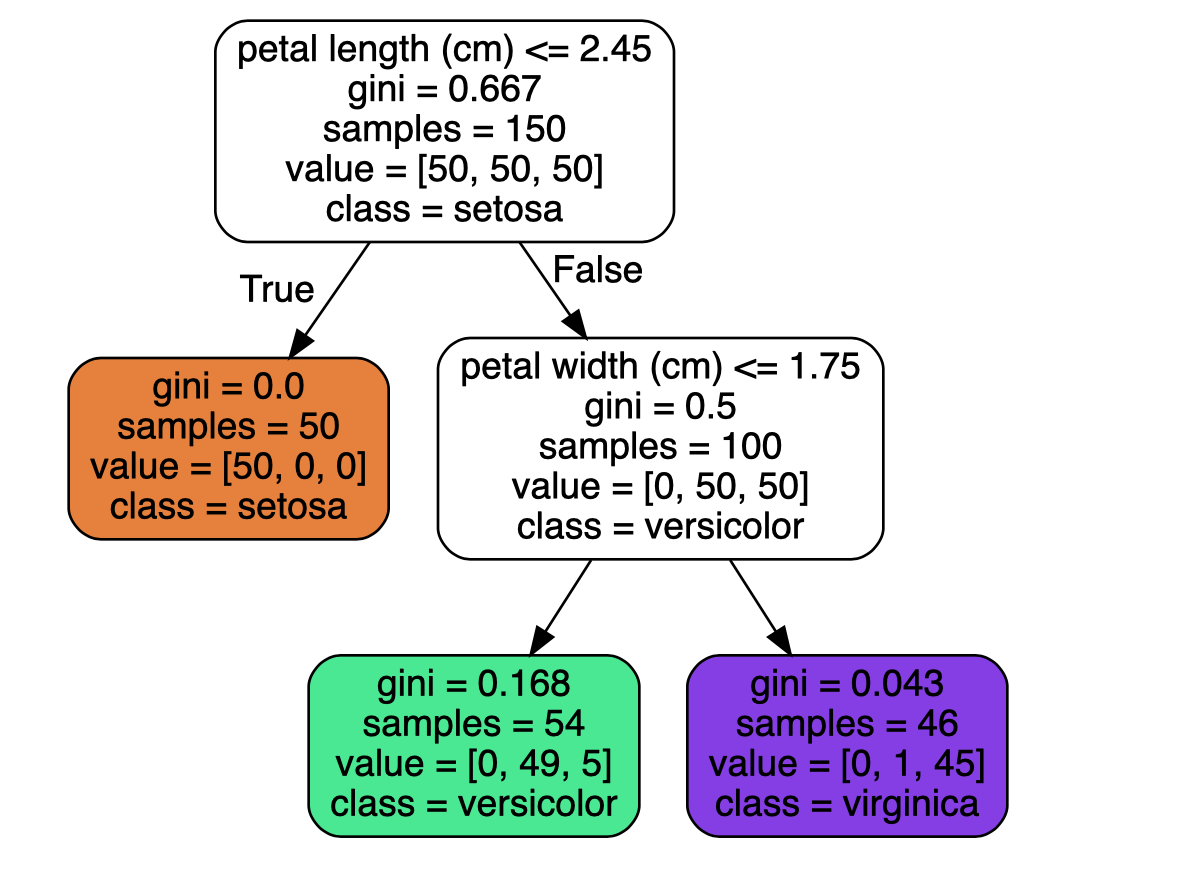 petal length (cm) <= 2.45
gini = 0.667
samples = 150
value = [50, 50, 50]
class = setosa
True
False
gini = 0.0
samples = 50
value = [50, 0, 0]
class = setosa
petal width (cm) <= 1.75
gini = 0.5
samples = 100
value = [0, 50, 50]
class = versicolor
gini = 0.168
samples = 54
value = [0, 49, 5]
class = versicolor
gini = 0.043
samples = 46
value = [0, 1, 45]
class = virginica